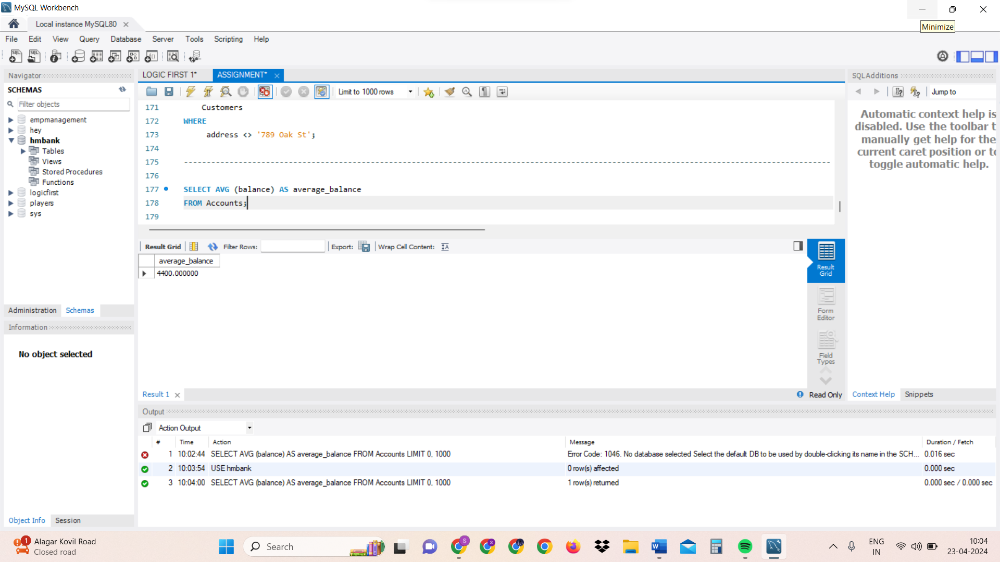 MySQL Workbench
Minimize
Local instance MySQL80
File Edit View Query Database Server Tools Scripting Help
Navigator
SCHEMAS
Filter objects
empmanagement
hey
hmbank
Tables
Views
Stored Procedures
Functions
logicfirst
players
sys
Administration Schemas
Information
No object selected
Object Info Session
LOGIC FIRST 1* ASSIGNMENT*
Limit to 1000 rows
171 Customers
172 WHERE
173 address <> '789 Oak St';
174
175 --------------------------------------------------------------------------------------------------------------------------------------------
176
177 SELECT AVG (balance) AS average_balance
178 FROM Accounts;
179
Result Grid Filter Rows: Export: Wrap Cell Content:
average_balance
4400.000000
Result Grid
Form Editor
Field Types
Result 1
Read Only
SQLAdditions
Jump to
Automatic context help is
disabled. Use the toolbar t
manually get help for the
current caret position or to
toggle automatic help.
Context Help Snippets
Output
Action Output
# Time Action Message Duration / Fetch
1 10:02:44 SELECT AVG (balance) AS average_balance FROM Accounts LIMIT 0, 1000 Error Code: 1046. No database selected Select the default DB to be used by double-clicking its name in the SCH... 0.016 sec
2 10:03:54 USE hmbank 0 row(s) affected 0.000 sec
3 10:04:00 SELECT AVG (balance) AS average_balance FROM Accounts LIMIT 0, 1000 1 row(s) returned 0.000 sec / 0.000 sec
1 Alagar Kovil Road
Closed road
Search
ENG
IN
10:04
23-04-2024